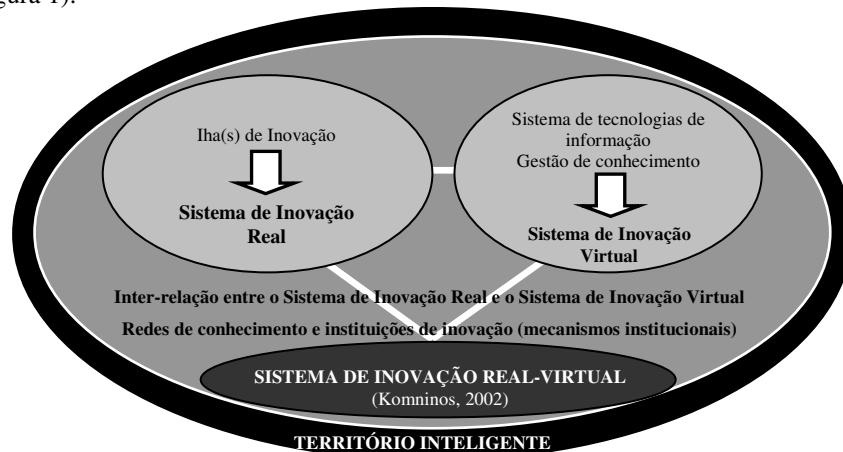 gura 1).
Iha(s) de Inovação
Sistema de Inovação
Real
Sistema de tecnologias de
informação
Gestão de conhecimento
Sistema de Inovação
Virtual
Inter-relação entre o Sistema de Inovação Real e o Sistema de Inovação Virtual
Redes de conhecimento e instituições de inovação (mecanismos institucionais)
SISTEMA DE INOVAÇÃO REAL-VIRTUAL
(Komninos, 2002)
TERRITÓRIO INTELIGENTE